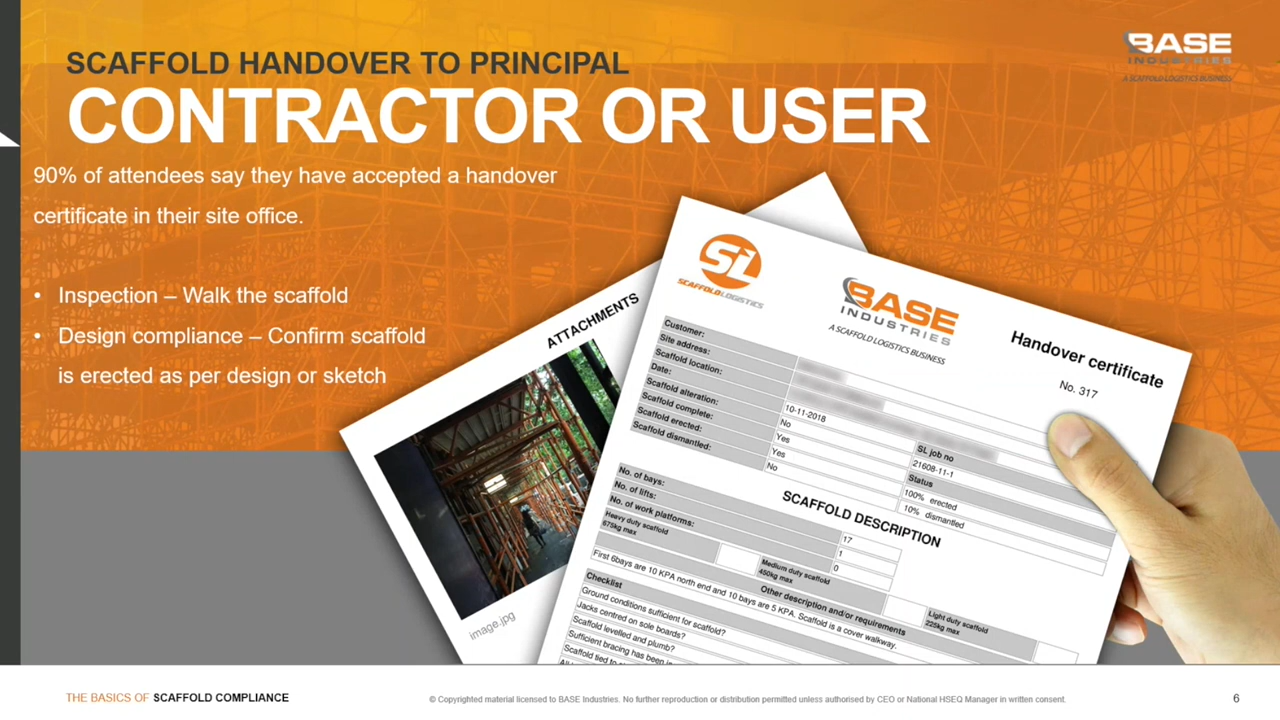 SCAFFOLD HANDOVER TO PRINCIPAL
CONTRACTOR OR USER
BASE
INDUSTRIES
A SCAFFOLD LOGISTICS BUSINESS
90% of attendees say they have accepted a handover
certificate in their site office.
• Inspection – Walk the scaffold
• Design compliance – Confirm scaffold
is erected as per design or sketch
ATTACHMENTS
image.jpg
SL
SCAFFOLDLOGISTICS
BASE
INDUSTRIES
A SCAFFOLD LOGISTICS BUSINESS
Handover certificate
No. 317
Customer:
Site address:
Scaffold location:
Date: 10-11-2018
Scaffold alteration: No
Scaffold complete: Yes
Scaffold erected: Yes
Scaffold dismantled: No
SL job no
21608-11-1
Status
100% erected
10% dismantled
SCAFFOLD DESCRIPTION
No. of bays: 17
No. of lifts: 1
No. of work platforms: 0
Heavy duty scaffold
675kg max
Medium duty scaffold
450kg max
Light duty scaffold
225kg max
Other description and/or requirements
First 6bays are 10 KPA north end and 10 bays are 5 KPA. Scaffold is a cover walkway.
Checklist
Ground conditions sufficient for scaffold?
Jacks centred on sole boards?
Scaffold levelled and plumb?
Sufficient bracing has been
Scaffold tied to
THE BASICS OF SCAFFOLD COMPLIANCE
© Copyrighted material licensed to BASE Industries. No further reproduction or distribution permitted unless authorised by CEO or National HSEQ Manager in written consent.
6